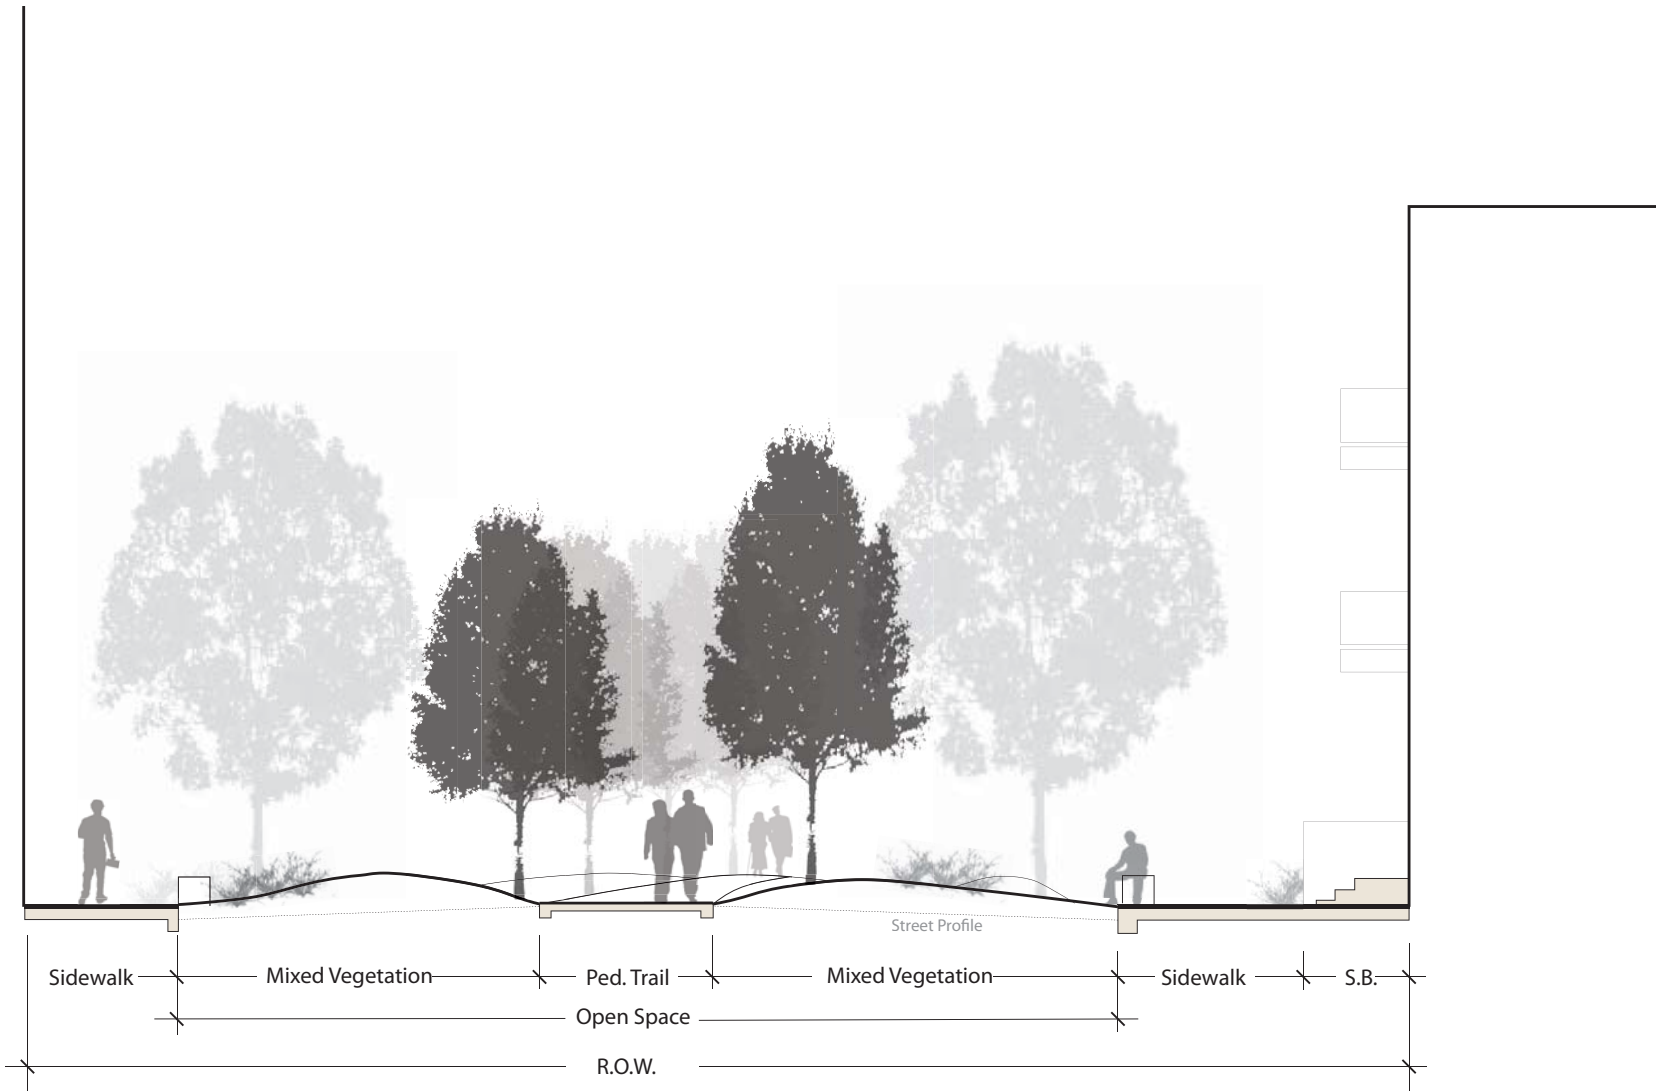 Street Profile
Sidewalk
Mixed Vegetation
Ped. Trail
Mixed Vegetation
Sidewalk
S.B.
Open Space
R.O.W.